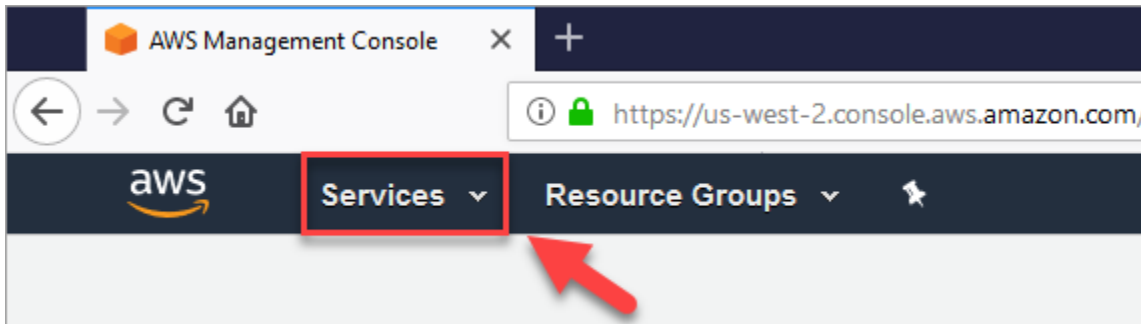 AWS Management Console
https://us-west-2.console.aws.amazon.com/
aws Services Resource Groups